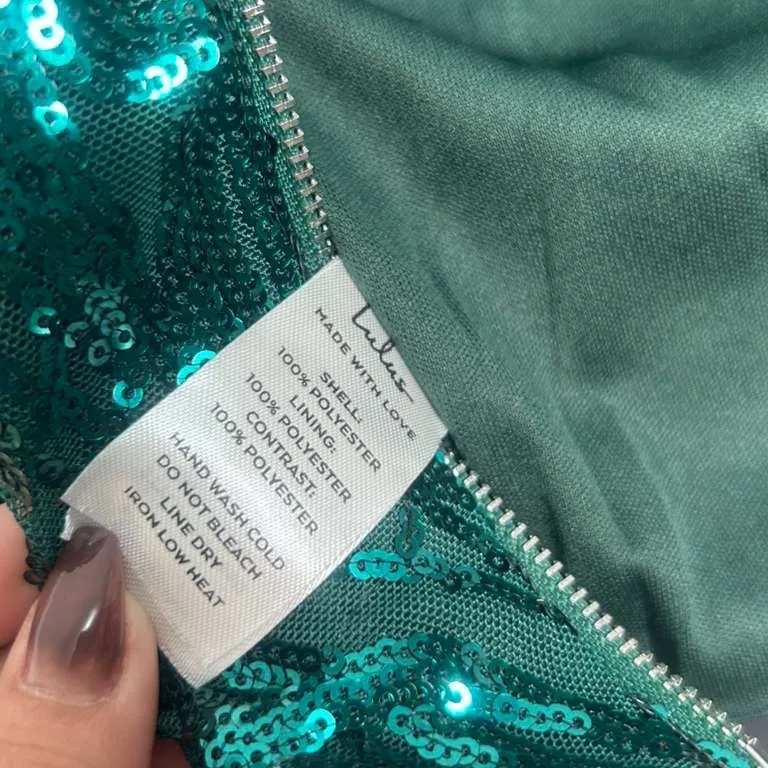 Lulus
MADE WITH LOVE
SHELL:
100% POLYESTER
LINING:
100% POLYESTER
CONTRAST:
100% POLYESTER
HAND WASH COLD
DO NOT BLEACH
LINE DRY
IRON LOW HEAT